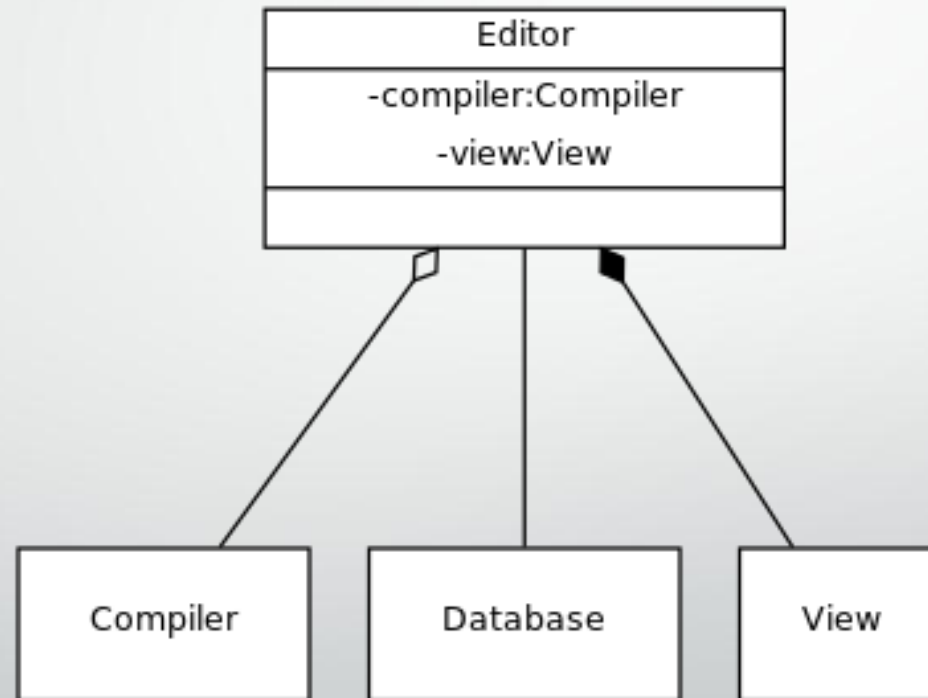 Editor
-compiler:Compiler
-view:View
Compiler
Database
View